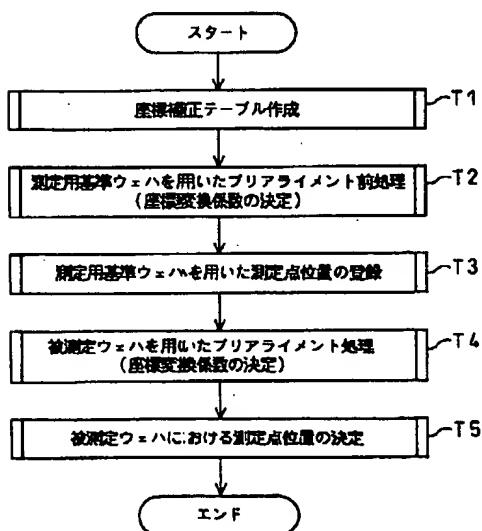 スタート
座標補正テーブル作成
T1
測定用基準ウェハを用いたプリアライメント前処理
(座標変換係数の決定)
T2
測定用基準ウェハを用いた測定点位置の登録
T3
被測定ウェハを用いたプリアライメント処理
(座標変換係数の決定)
T4
被測定ウェハにおける測定点位置の決定
T5
エンド